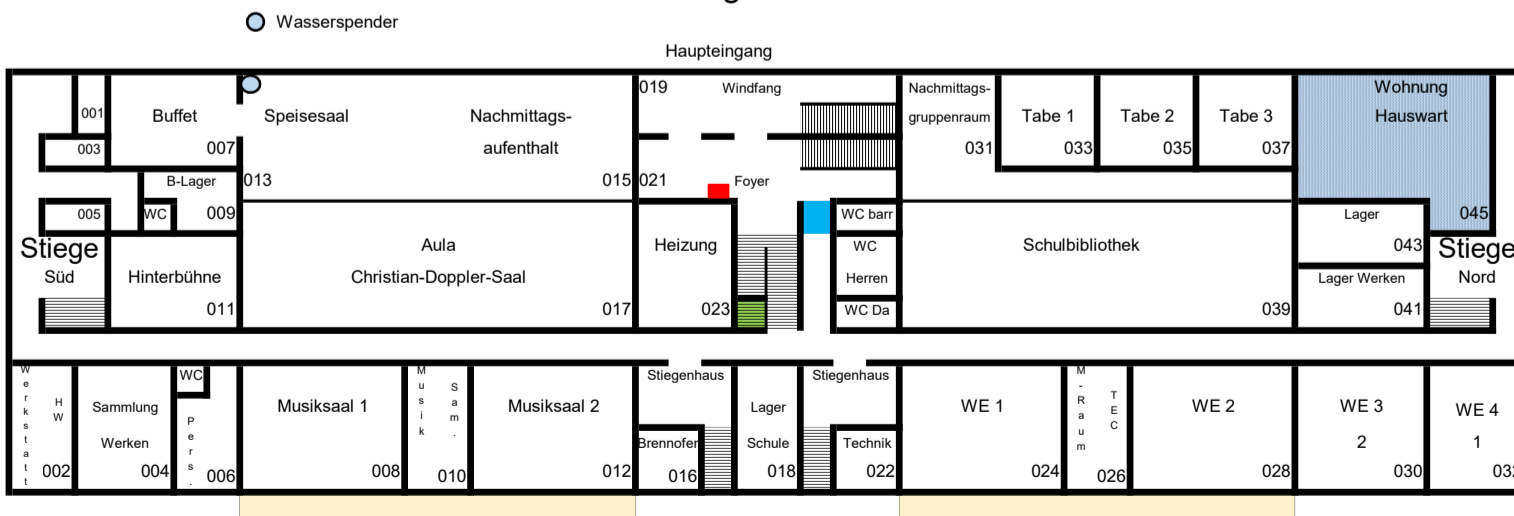 Wasserspender
Haupteingang
001
Buffet
Speisesaal
Nachmittags-
aufenthalt
019
Windfang
Nachmittags-
gruppenraum
Tabe 1
Tabe 2
Tabe 3
Wohnung
Hauswart
003
007
031
033
035
037
B-Lager
013
015
021
Foyer
005
WC
009
WC barr
Lager
045
Stiege
Süd
Hinterbühne
011
Aula
Christian-Doppler-Saal
017
Heizung
023
WC
Herren
WC Da
Schulbibliothek
039
043
Lager Werken
041
Stiege
Nord
Werkstatt
HW
002
Sammlung
Werken
004
WC
Pers.
006
Musiksaal 1
008
Musik
Sam.
010
Musiksaal 2
012
Stiegenhaus
Brennofen
016
Lager
Schule
018
Stiegenhaus
Technik
022
WE 1
024
M-Raum
TEC
026
WE 2
028
WE 3
2
030
WE 4
1